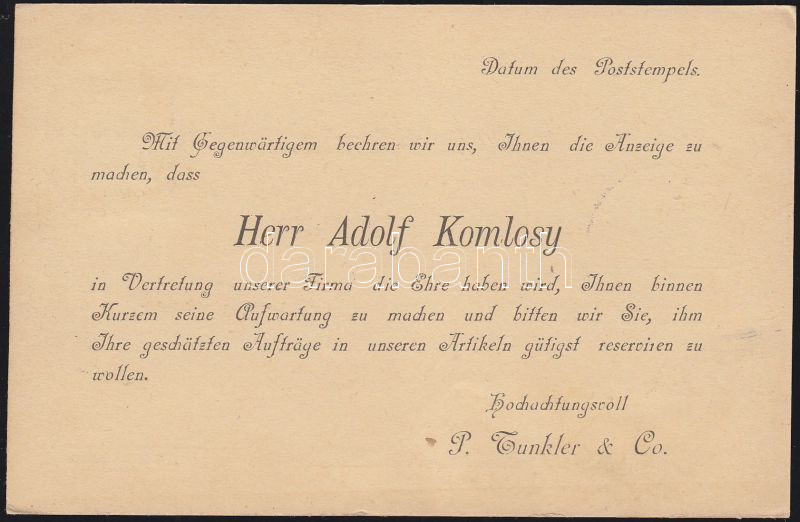 Datum des Poststempels.
Mit Gegenwärtigem beehren wir uns, Ihnen die Anzeige zu
machen, dass
Herr Adolf Komlosy
in Vertretung unserer Firma die Ehre haben wird, Ihnen binnen
Kurzem seine Aufwartung zu machen und bitten wir Sie, ihm
Ihre geschätzten Aufträge in unseren Artikeln gütigst reserviren zu
wollen.
Hochachtungsvoll
P. Tunkler & Co.
darabanth